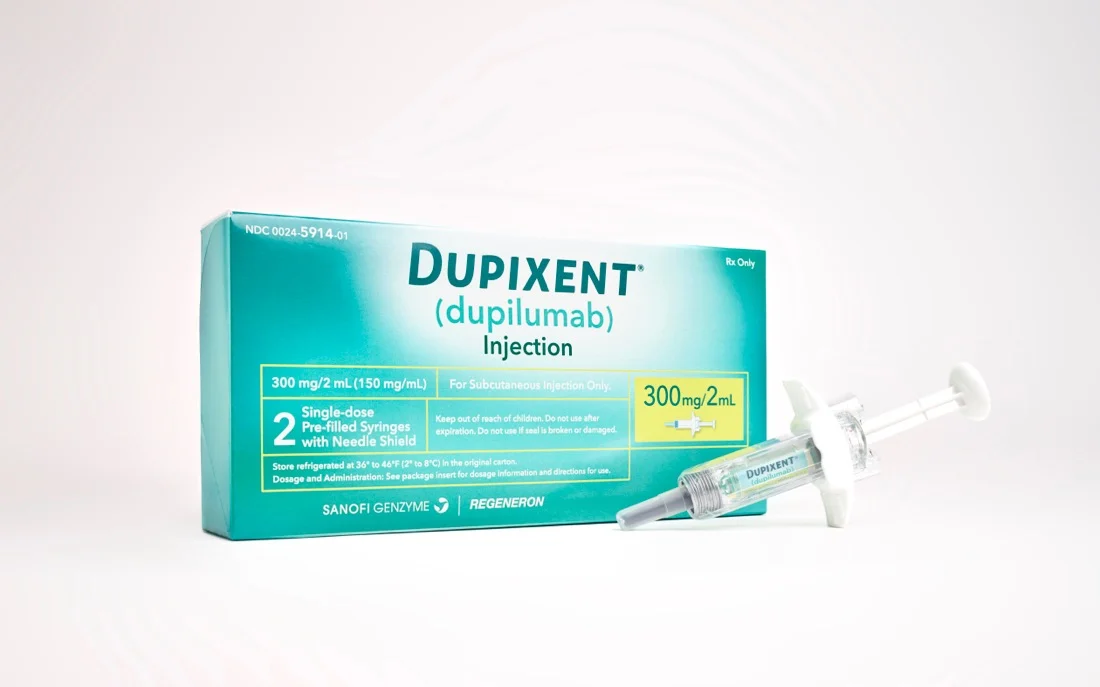 NDC 0024-5914-01
Rx Only
DUPIXENT®
(dupilumab)
Injection
300 mg/2 mL (150 mg/mL)
For Subcutaneous Injection Only.
2 Single-dose
Pre-filled Syringes
with Needle Shield
Keep out of reach of children. Do not use after
expiration. Do not use if seal is broken or damaged.
300mg/2mL
Store refrigerated at 36° to 46°F (2° to 8°C) in the original carton.
Dosage and Administration: See package insert for dosage information and directions for use.
SANOFI GENZYME
REGENERON
DUPIXENT
(dupilumab)